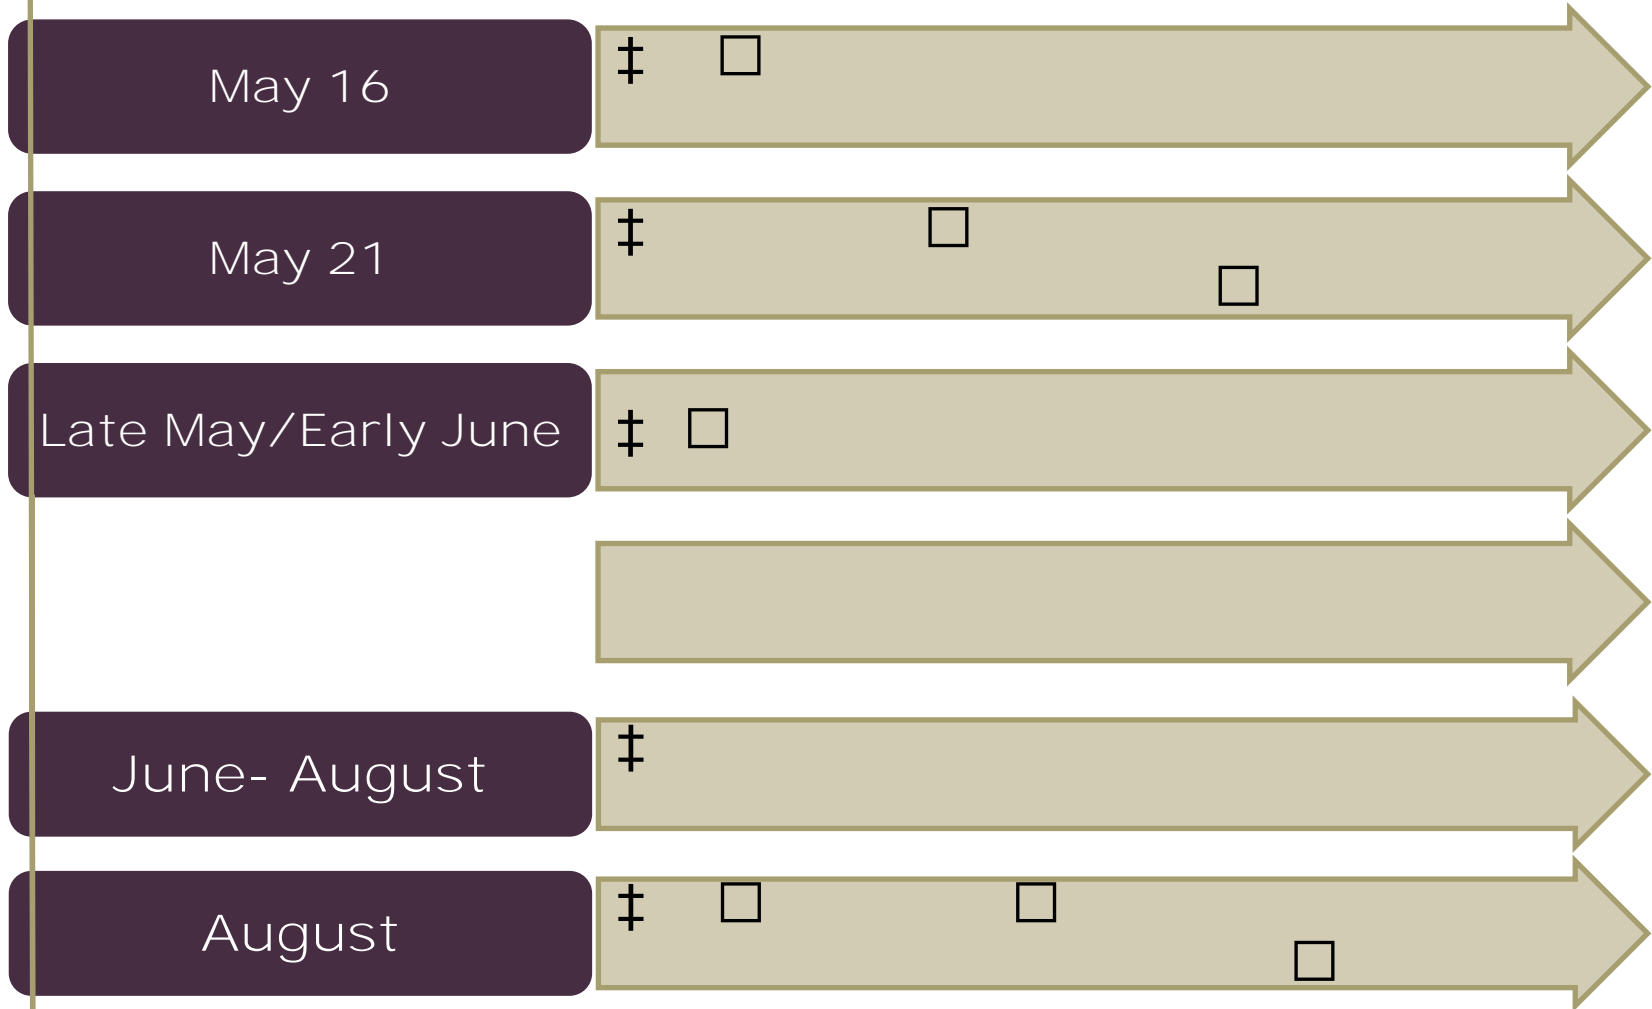 May 16
‡ □
May 21
‡ □
□
Late May/Early June
‡ □
June- August
‡
August
‡ □ □
□